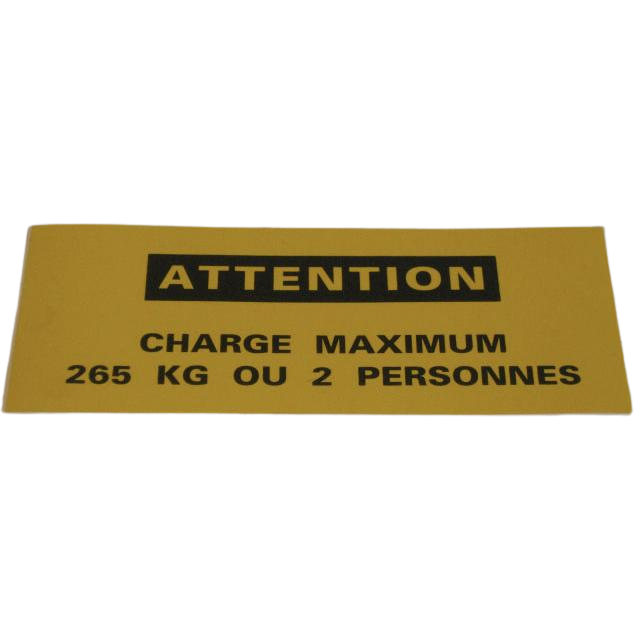 ATTENTION
CHARGE MAXIMUM
265 KG OU 2 PERSONNES